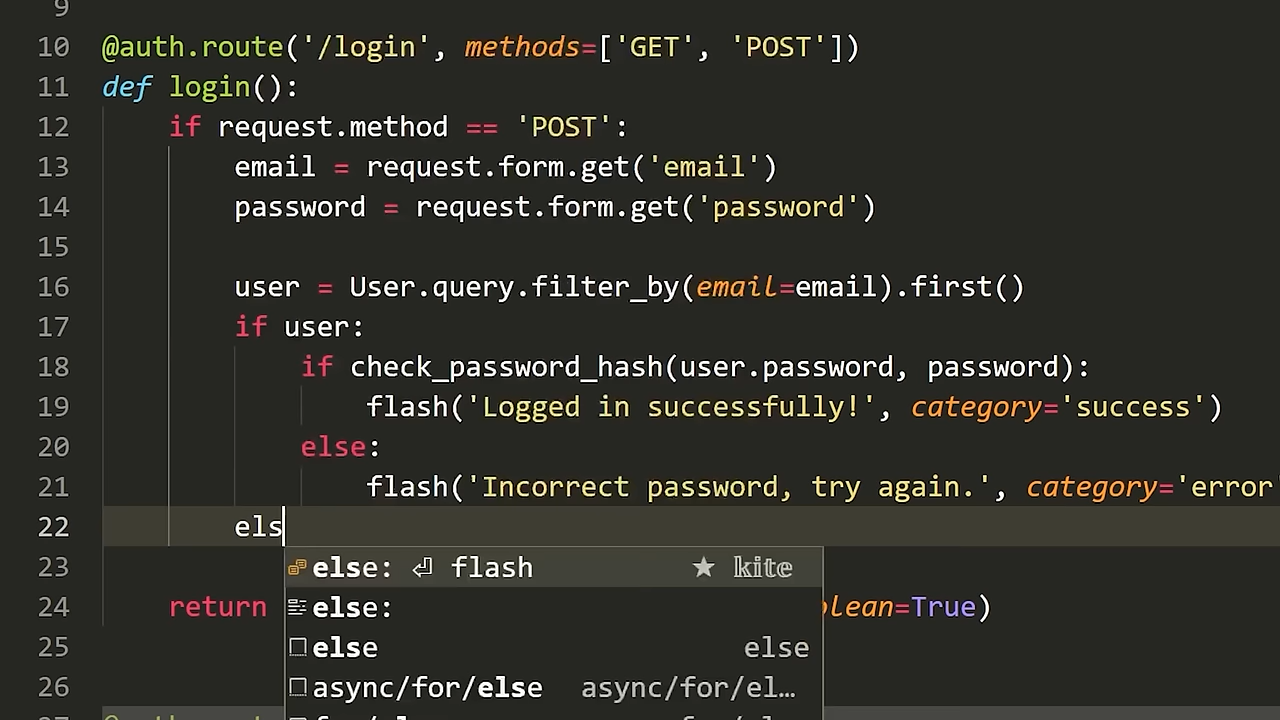 9
10 @auth.route('/login', methods=['GET', 'POST'])
11 def login():
12 if request.method == 'POST':
13 email = request.form.get('email')
14 password = request.form.get('password')
15
16 user = User.query.filter_by(email=email).first()
17 if user:
18 if check_password_hash(user.password, password):
19 flash('Logged in successfully!', category='success')
20 else:
21 flash('Incorrect password, try again.', category='error'
22 els
23 else: ⏎ flash ★ kite
24 return else: olean=True)
25 else else
26 async/for/else async/for/el…